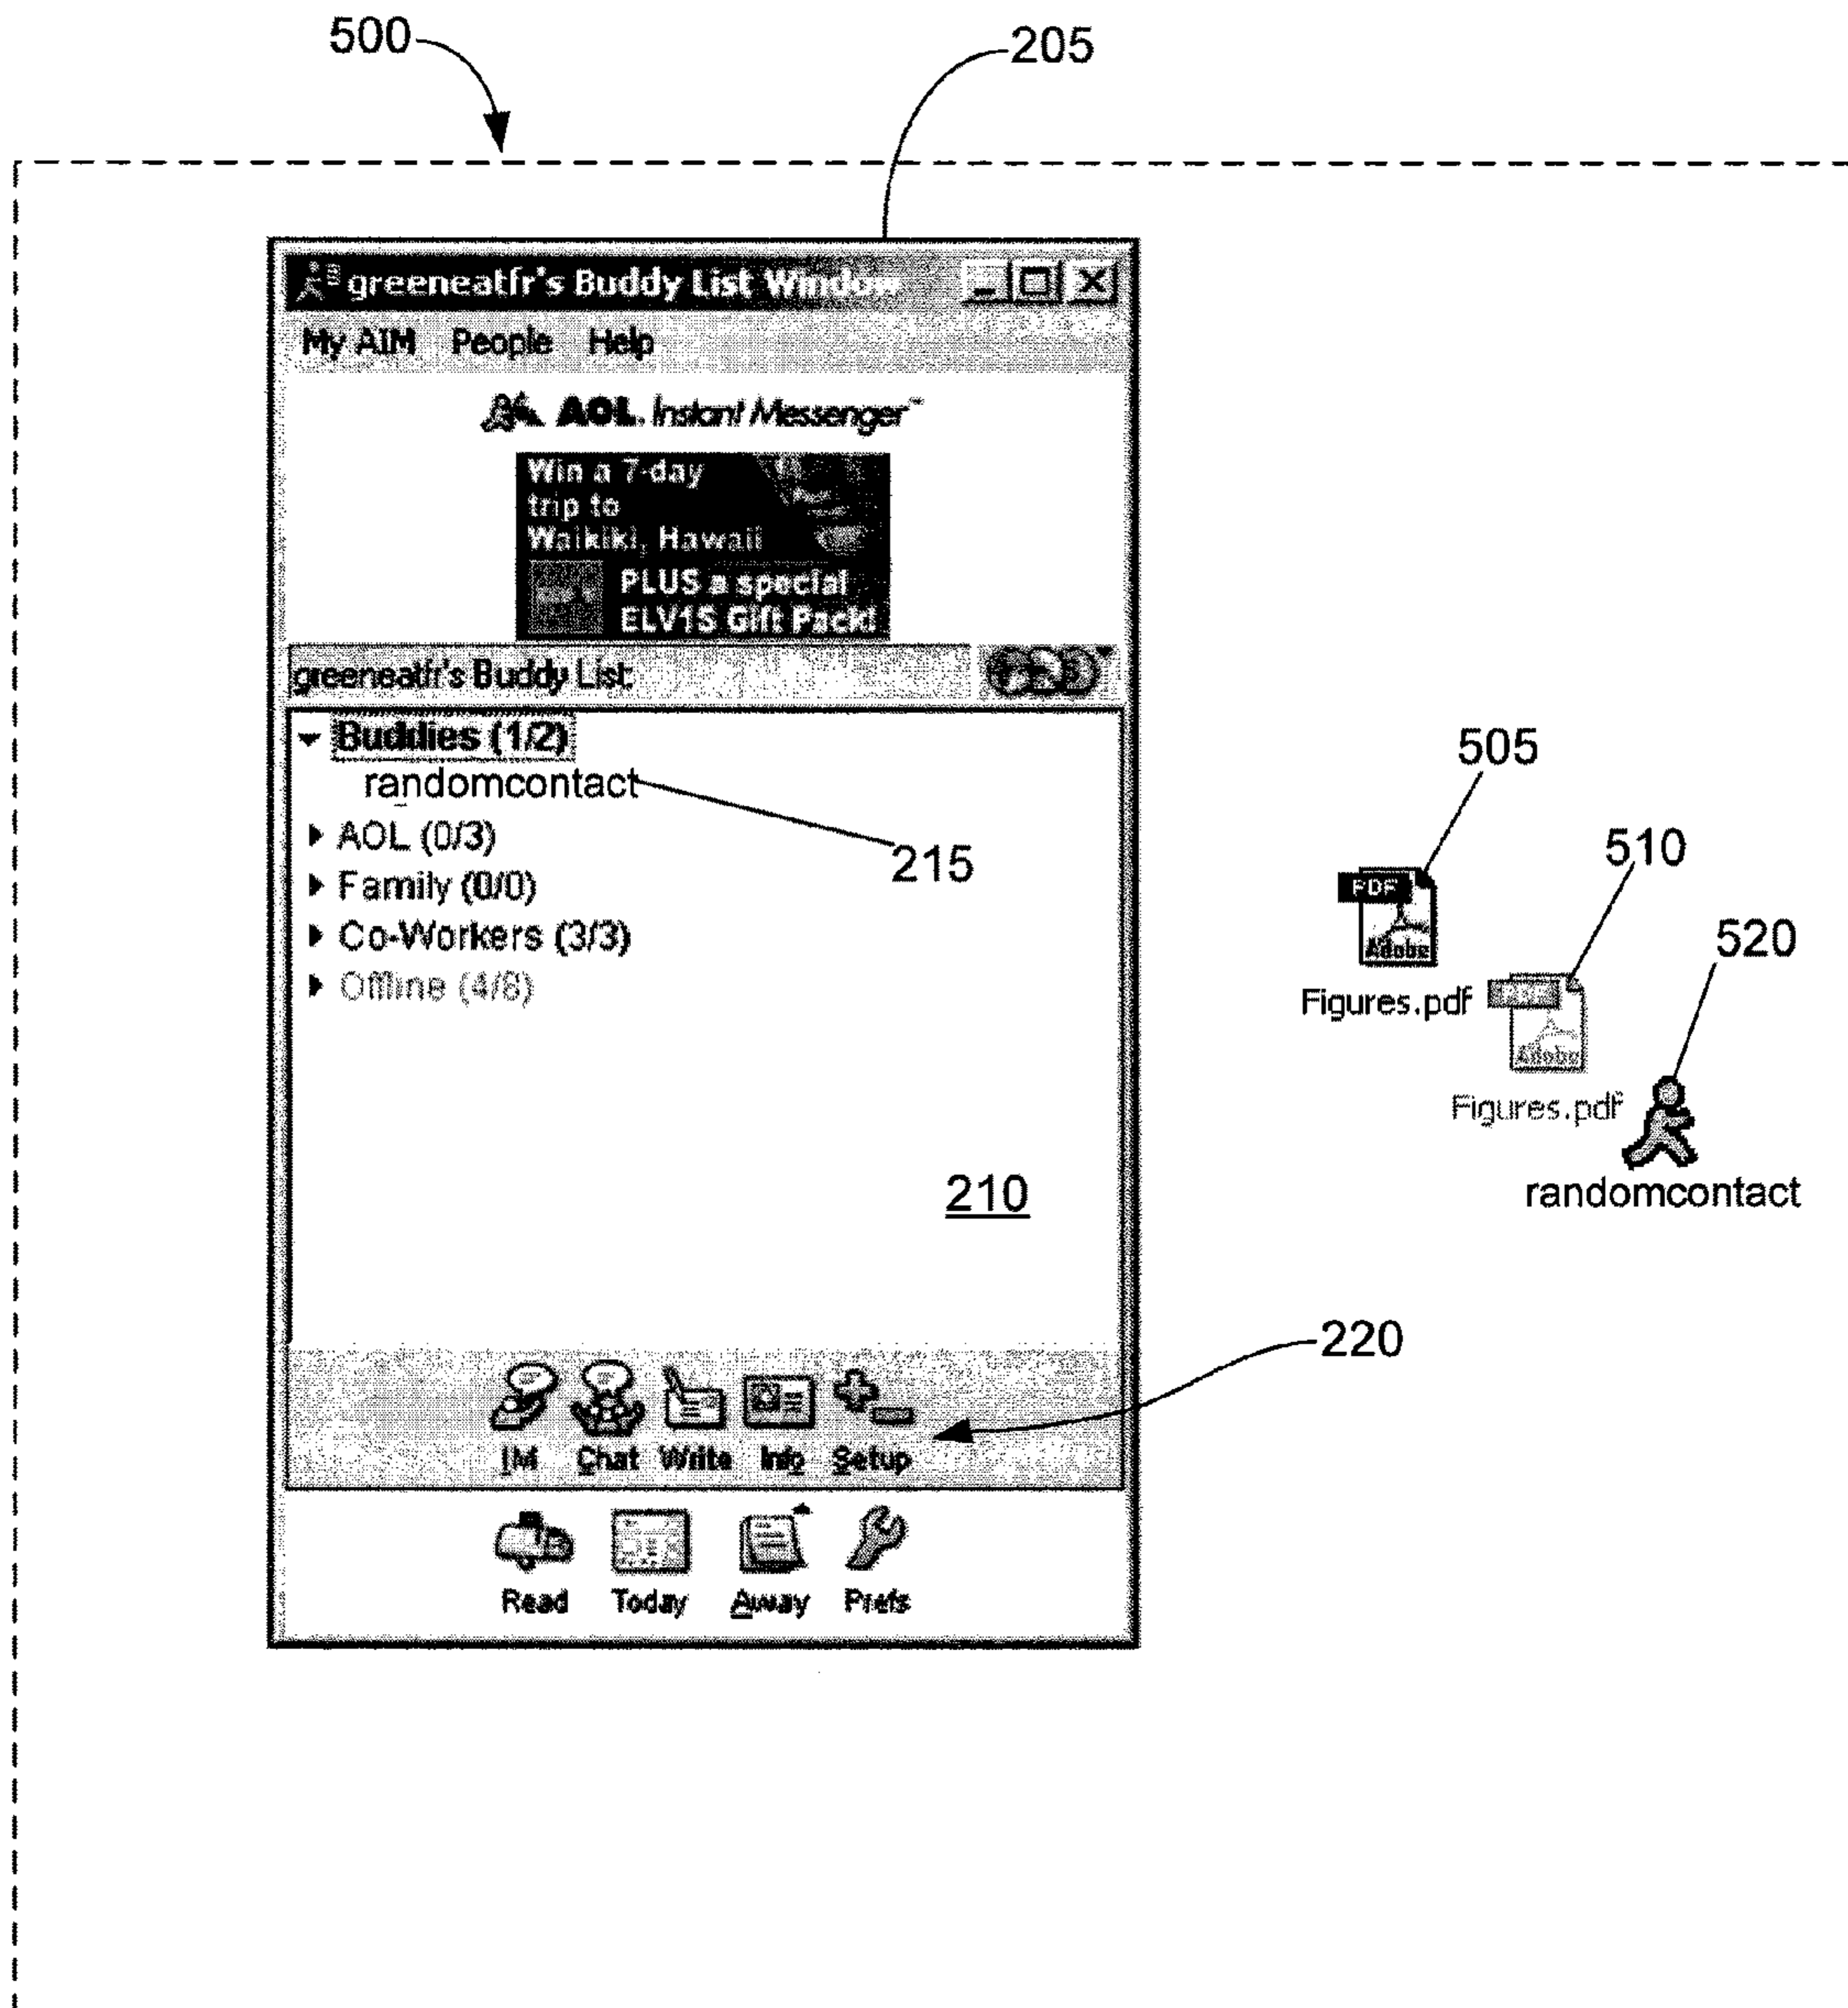 500
205
greeneatfr's Buddy List Window
My AIM People Help
AOL Instant Messenger™
Win a 7-day
trip to
Waikiki, Hawaii
PLUS a special
ELV1S Gift Pack!
greeneatfr's Buddy List
Buddies (1/2)
randomcontact
215
AOL (0/3)
Family (0/0)
Co-Workers (3/3)
Offline (4/8)
210
505
PDF
Adobe
Figures.pdf
510
PDF
Adobe
Figures.pdf
520
randomcontact
220
IM Chat Write Info Setup
Read Today Away Prefs